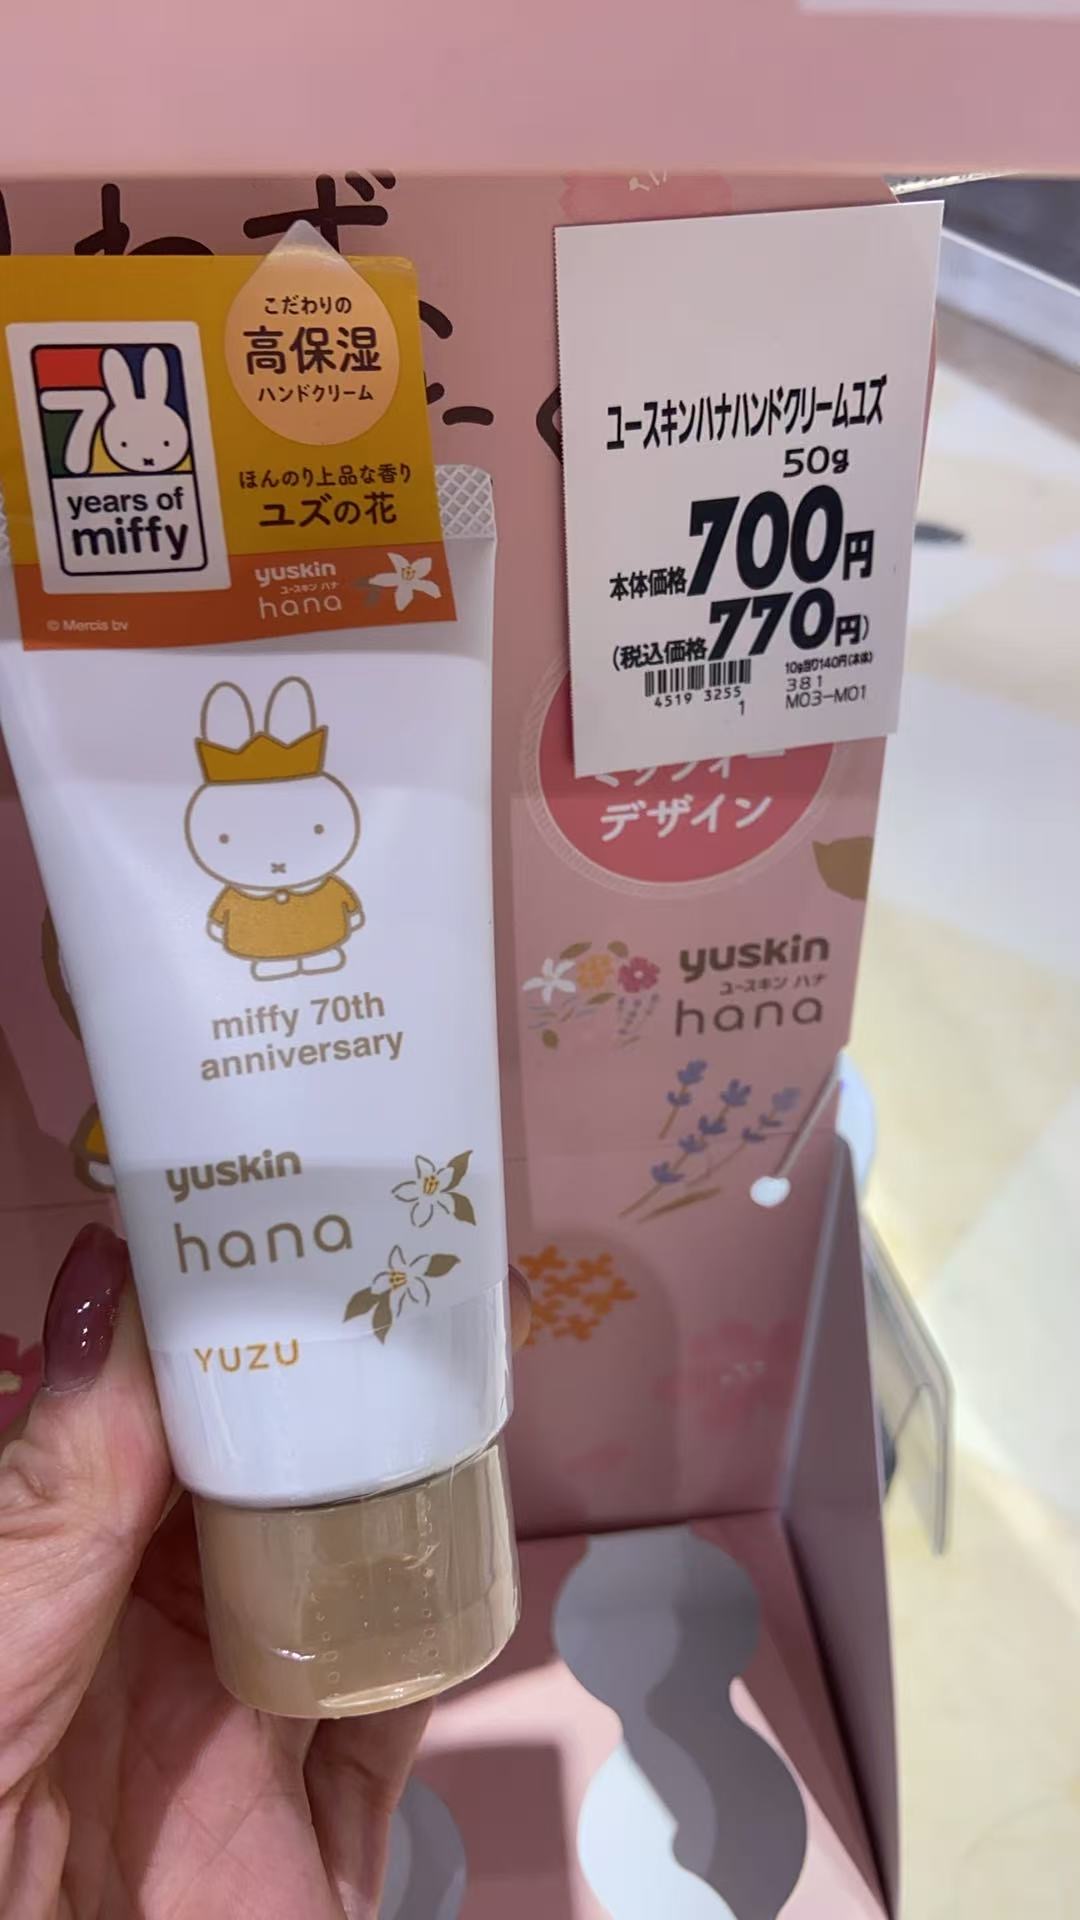 こだわりの
高保湿
ハンドクリーム
ほんのり上品な香り
ユズの花
70
years of
miffy
yuskin
ユースキン ハナ
hana
© Mercis bv
miffy 70th
anniversary
yuskin
hana
YUZU
ユースキンハナハンドクリームユズ
50g
本体価格700円
(税込価格770円)
10g当り140円(本体)
4519 3255
1
381
M03-M01
ミッフィー
デザイン
yuskin
ユースキン ハナ
hana